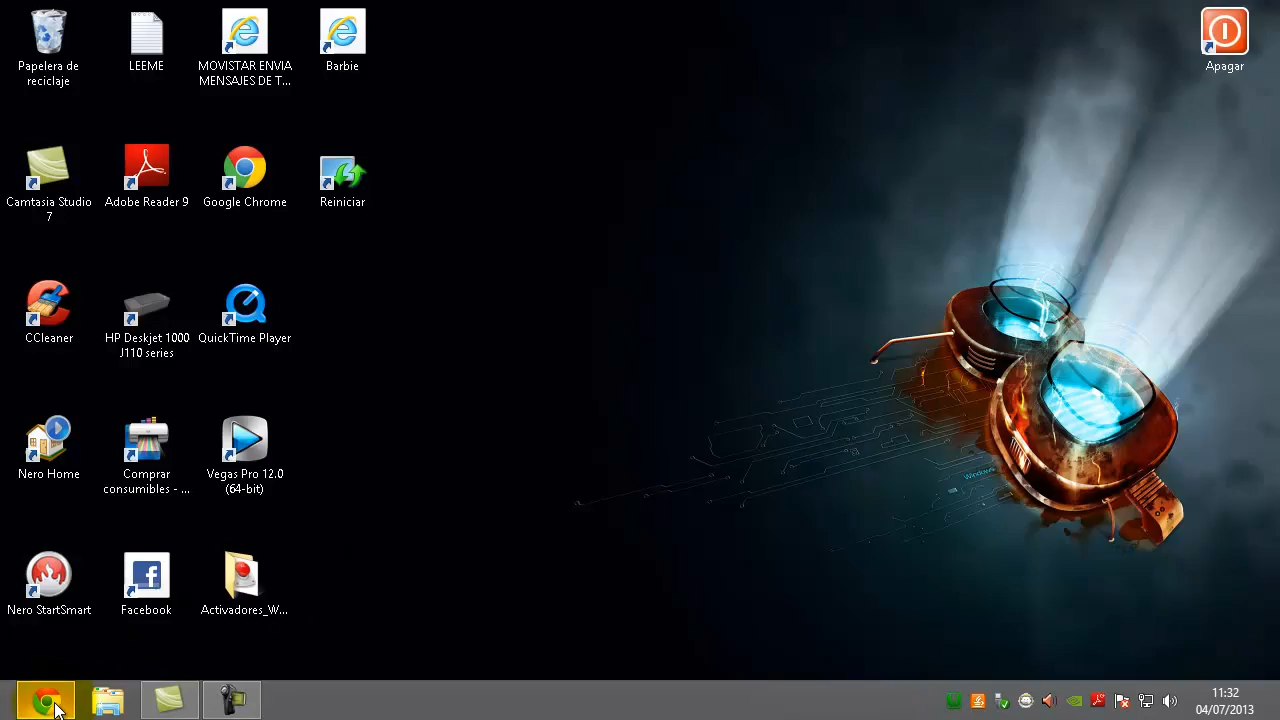 Papelera de
reciclaje
LEEME
MOVISTAR ENVIA
MENSAJES DE T...
Barbie
Apagar
Camtasia Studio
7
Adobe Reader 9
Google Chrome
Reiniciar
CCleaner
HP Deskjet 1000
J110 series
QuickTime Player
Nero Home
Comprar
consumibles - ...
Vegas Pro 12.0
(64-bit)
Windows
Nero StartSmart
Facebook
Activadores_W...
11:32
04/07/2013